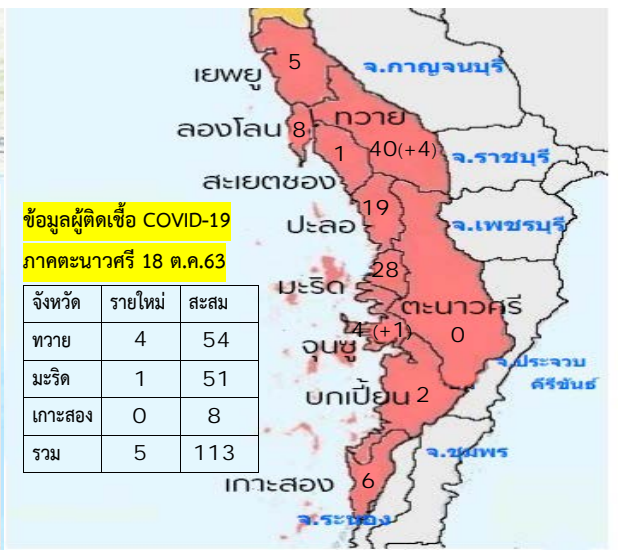 5
จ.กาญจนบุรี
เยพยู
ทวาย
ลองโลน 8
1
40(+4)
จ.ราชบุรี
สะเยตชอง
19
ข้อมูลผู้ติดเชื้อ COVID-19
ปะลอ
จ.เพชรบุรี
ภาคตะนาวศรี 18 ต.ค.63
28
มะริด
จังหวัด รายใหม่ สะสม
ทวาย 4 54
มะริด 1 51
เกาะสอง 0 8
รวม 5 113
ตะนาวศรี
0
4 (+1)
จุนซู
จ.ประจวบ
คีรีขันธ์
บกเปี้ยน 2
จ.ชุมพร
เกาะสอง 6
จ.ระนอง